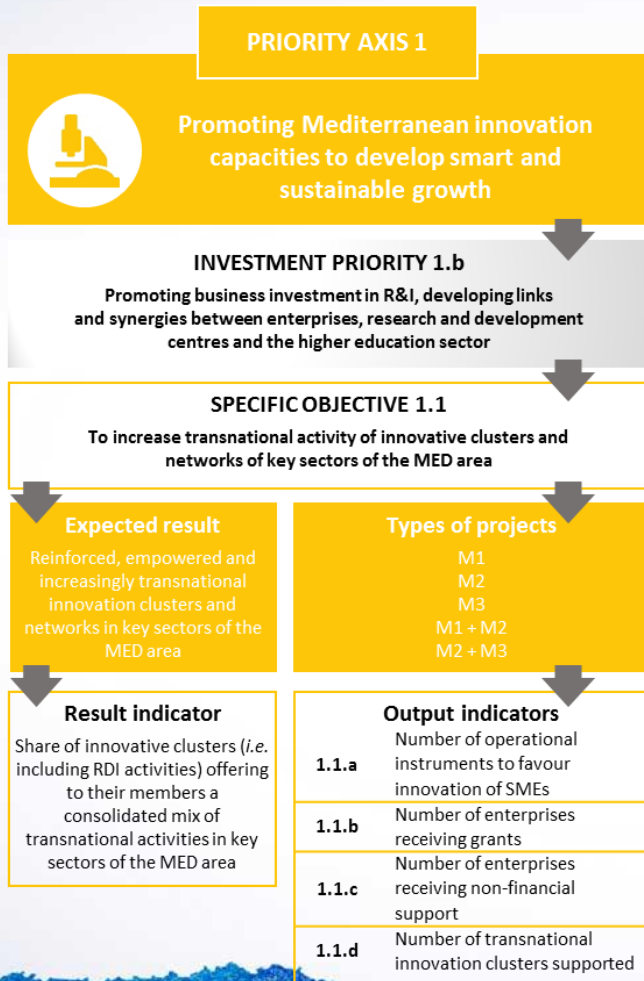 PRIORITY AXIS 1
Promoting Mediterranean innovation
capacities to develop smart and
sustainable growth
INVESTMENT PRIORITY 1.b
Promoting business investment in R&I, developing links
and synergies between enterprises, research and development
centres and the higher education sector
SPECIFIC OBJECTIVE 1.1
To increase transnational activity of innovative clusters and
networks of key sectors of the MED area
Expected result
Reinforced, empowered and
increasingly transnational
innovation clusters and
networks in key sectors of the
MED area
Types of projects
M1
M2
M3
M1 + M2
M2 + M3
Result indicator
Share of innovative clusters (i.e.
including RDI activities) offering
to their members a
consolidated mix of
transnational activities in key
sectors of the MED area
Output indicators
1.1.a
Number of operational
instruments to favour
innovation of SMEs
1.1.b
Number of enterprises
receiving grants
1.1.c
Number of enterprises
receiving non-financial
support
1.1.d
Number of transnational
innovation clusters supported